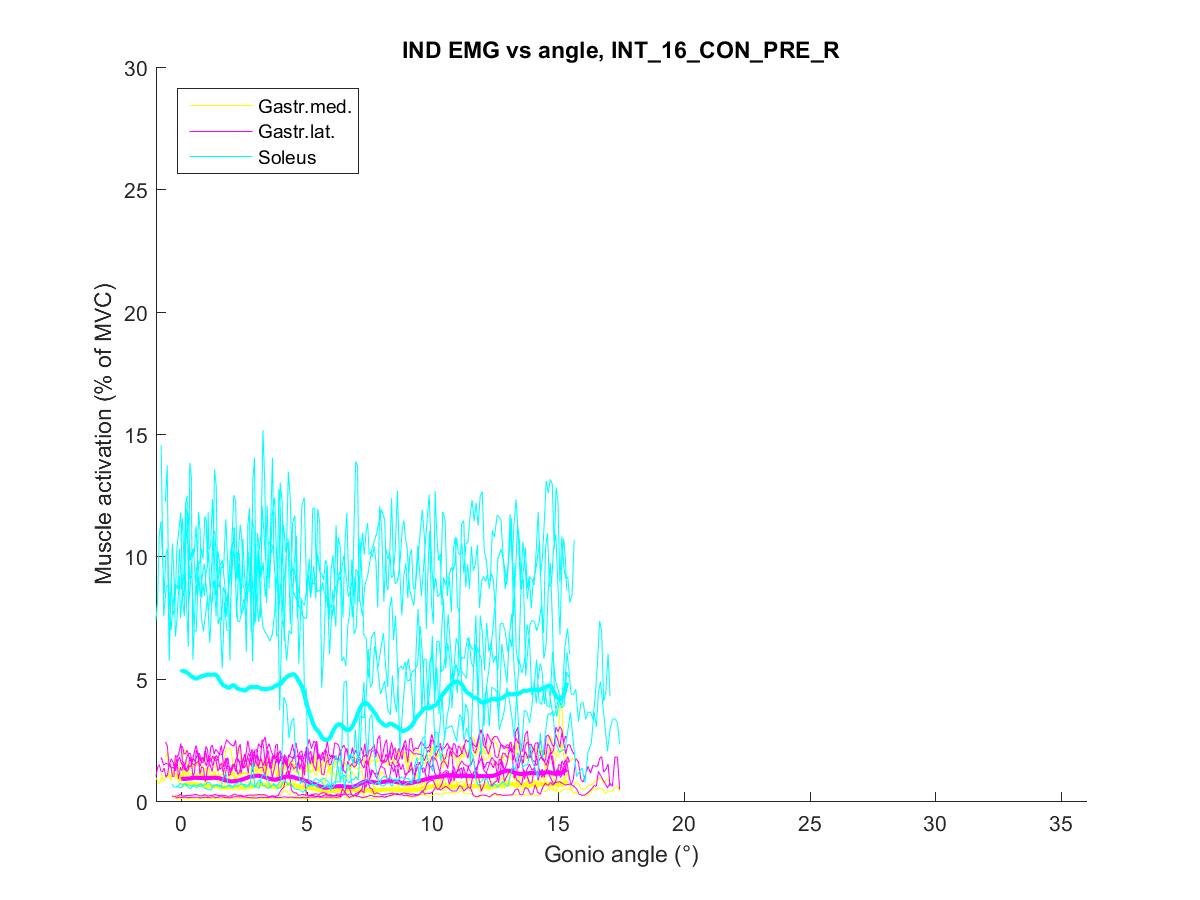 IND EMG vs angle, INT_16_CON_PRE_R
30
25
20
15
10
5
0
Gastr.med.
Gastr.lat.
Soleus
Muscle activation (% of MVC)
0 5 10 15 20 25 30 35
Gonio angle (°)